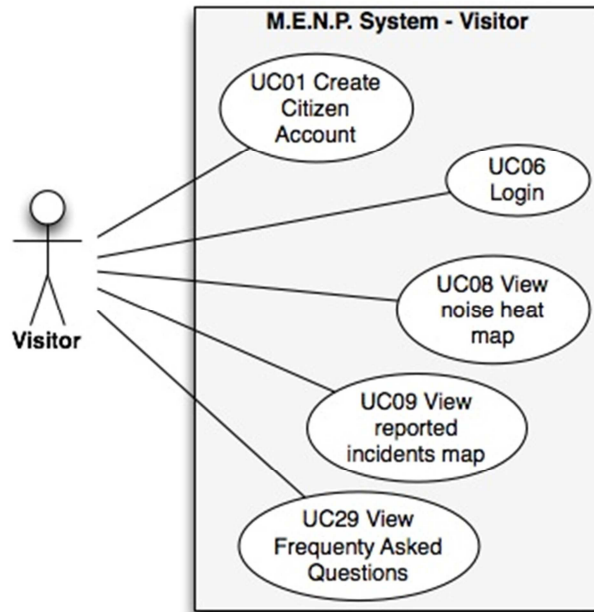 M.E.N.P. System - Visitor
UC01 Create
Citizen
Account
UC06
Login
Visitor
UC08 View
noise heat
map
UC09 View
reported
incidents map
UC29 View
Frequenty Asked
Questions